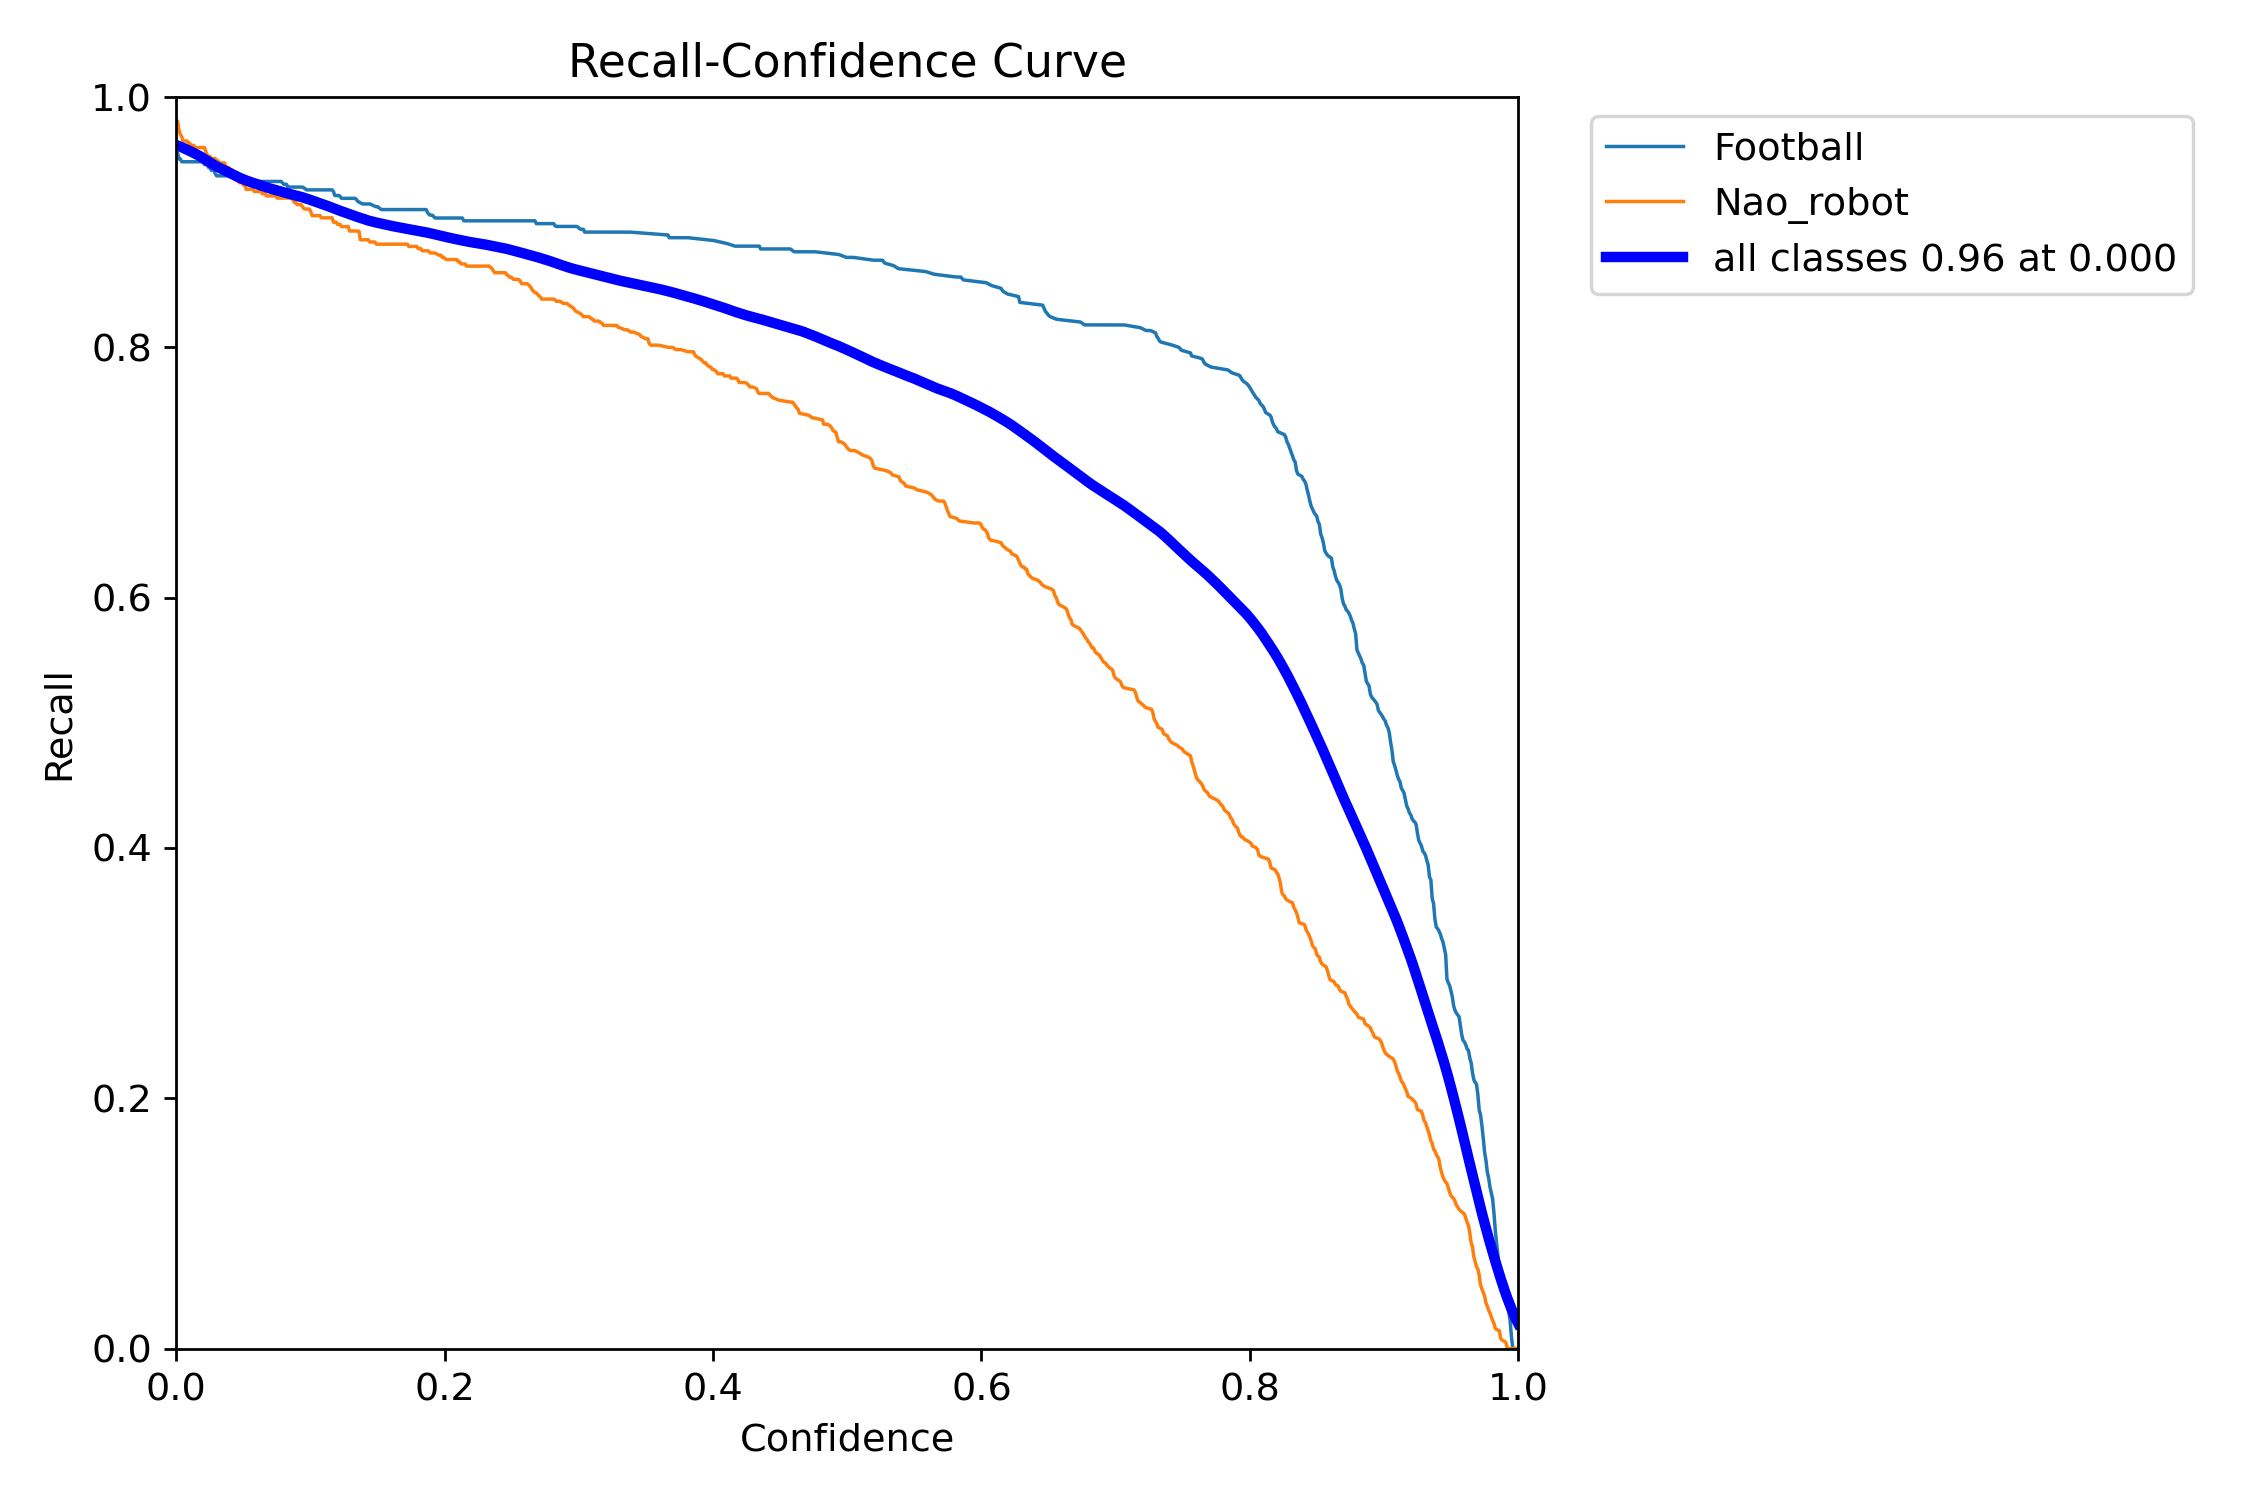 Recall-Confidence Curve
1.0
0.8
0.6
0.4
0.2
0.0
Recall
0.0 0.2 0.4 0.6 0.8 1.0
Confidence
Football
Nao_robot
all classes 0.96 at 0.000